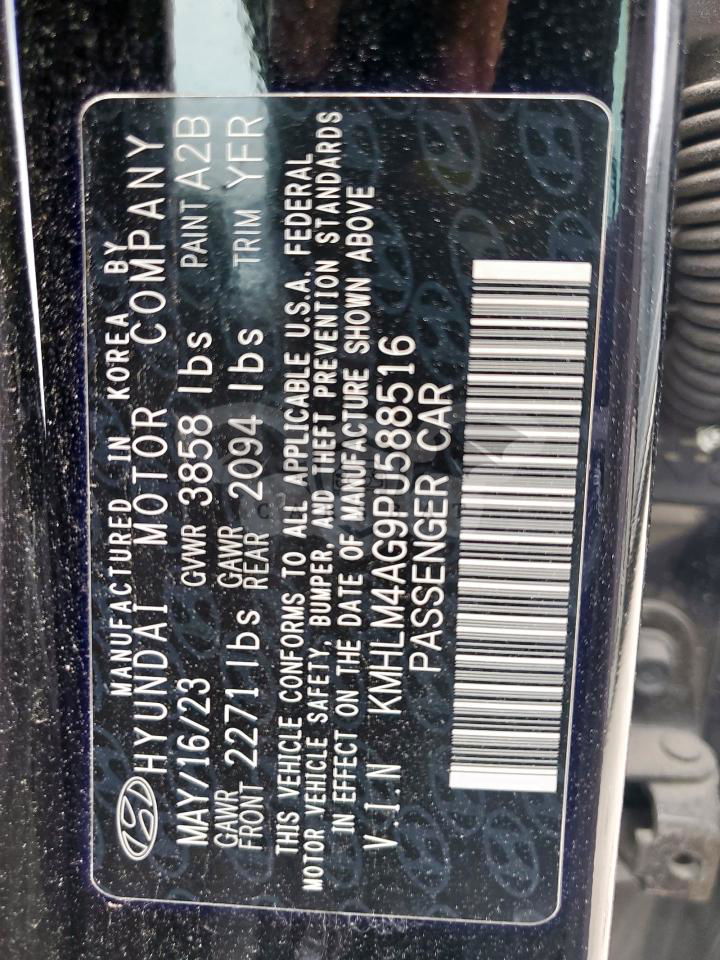 MANUFACTURED IN KOREA BY
HYUNDAI MOTOR COMPANY
MAY/16/23 GVWR 3858 lbs PAINT A2B
GAWR FRONT 2271 lbs GAWR REAR 2094 lbs TRIM YFR
THIS VEHICLE CONFORMS TO ALL APPLICABLE U.S.A. FEDERAL
MOTOR VEHICLE SAFETY, BUMPER, AND THEFT PREVENTION STANDARDS
IN EFFECT ON THE DATE OF MANUFACTURE SHOWN ABOVE
V.I.N KMHLM4AG9PU588516
PASSENGER CAR